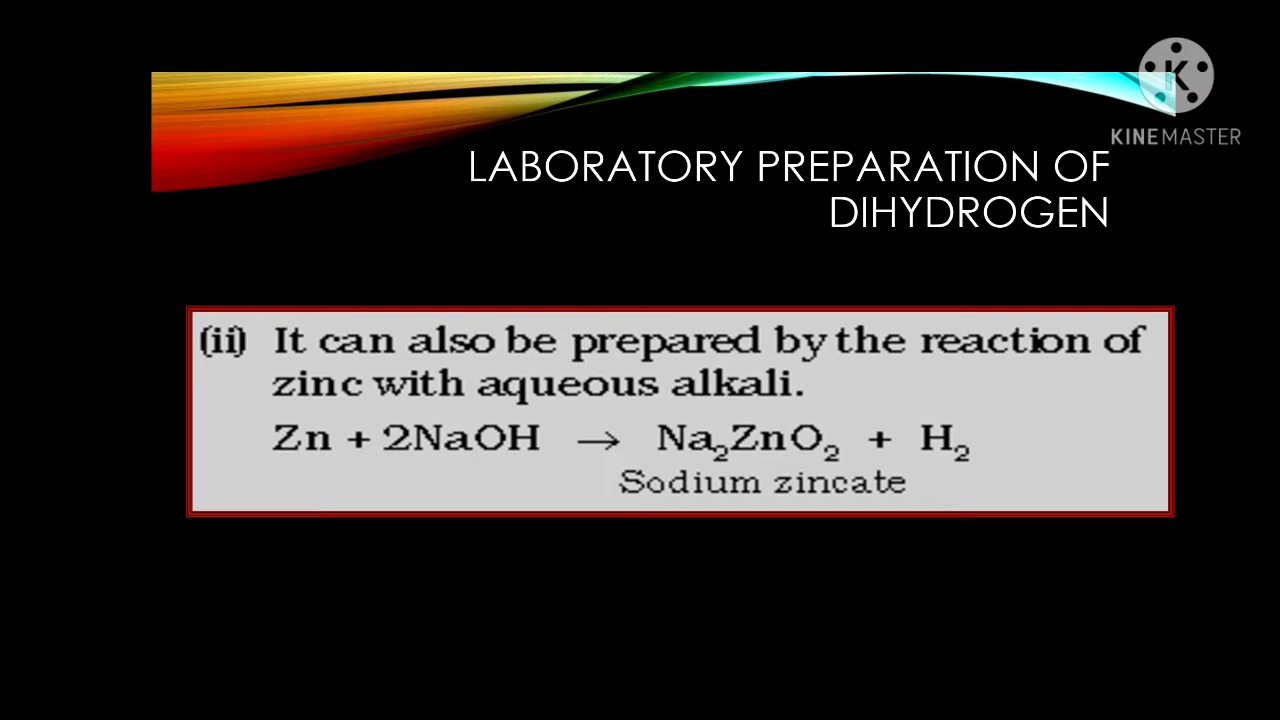 KINEMASTER
LABORATORY PREPARATION OF
DIHYDROGEN
(ii) It can also be prepared by the reaction of
zinc with aqueous alkali.
Zn + 2NaOH → Na₂ZnO₂ + H₂
Sodium zincate